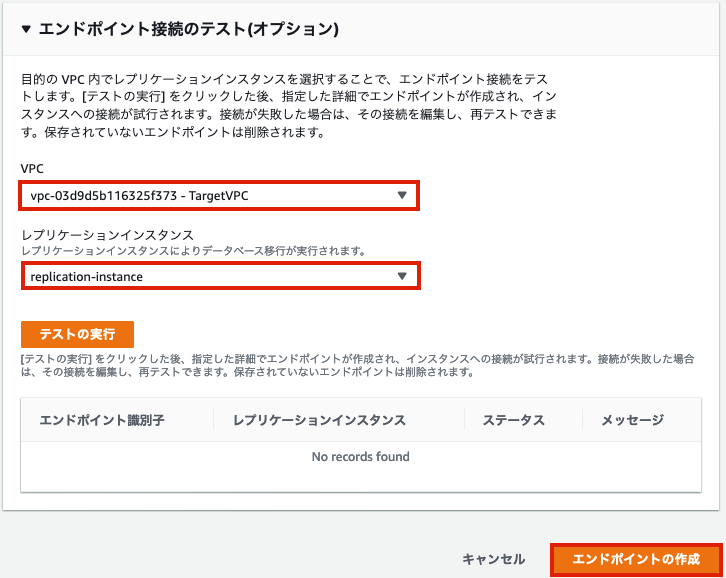 ▼ エンドポイント接続のテスト(オプション)
目的の VPC 内でレプリケーションインスタンスを選択することで、エンドポイント接続をテス
トします。[テストの実行] をクリックした後、指定した詳細でエンドポイントが作成され、イン
スタンスへの接続が試行されます。接続が失敗した場合は、その接続を編集し、再テストできま
す。保存されていないエンドポイントは削除されます。
VPC
vpc-03d9d5b116325f373 - TargetVPC ▼
レプリケーションインスタンス
レプリケーションインスタンスによりデータベース移行が実行されます。
replication-instance ▼
テストの実行
[テストの実行] をクリックした後、指定した詳細でエンドポイントが作成され、インスタンスへの接続が試行されます。接続が失敗した場合
は、その接続を編集し、再テストできます。保存されていないエンドポイントは削除されます。
エンドポイント識別子 レプリケーションインスタンス ステータス メッセージ
No records found
キャンセル エンドポイントの作成